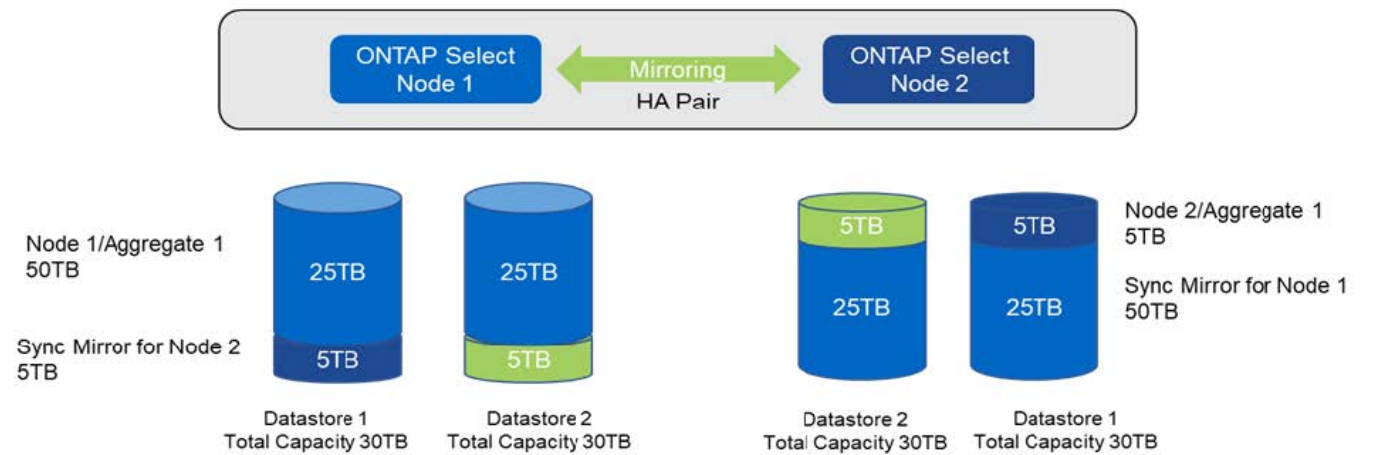 ONTAP Select
Node 1
Mirroring
HA Pair
ONTAP Select
Node 2
Node 1/Aggregate 1
50TB
25TB
25TB
Sync Mirror for Node 2
5TB
5TB
5TB
5TB
5TB
Node 2/Aggregate 1
5TB
25TB
25TB
Sync Mirror for Node 1
50TB
Datastore 1
Total Capacity 30TB
Datastore 2
Total Capacity 30TB
Datastore 2
Total Capacity 30TB
Datastore 1
Total Capacity 30TB